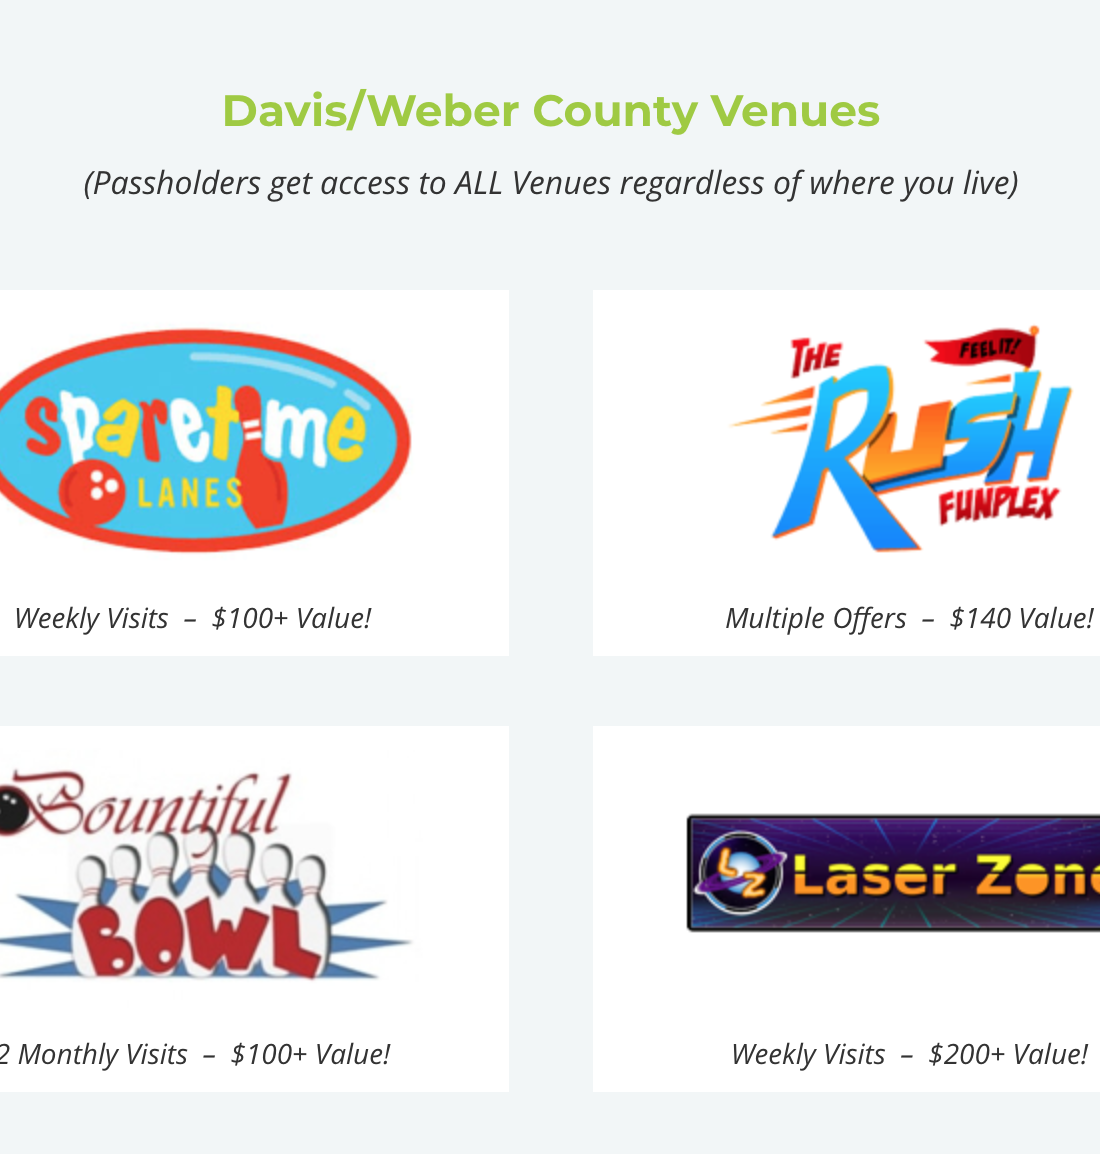 Davis/Weber County Venues
(Passholders get access to ALL Venues regardless of where you live)
sparetime
LANES
Weekly Visits – $100+ Value!
THE
FEEL IT!
RUSH
FUNPLEX
Multiple Offers – $140 Value!
Bountiful
BOWL
2 Monthly Visits – $100+ Value!
LZ Laser Zone
Weekly Visits – $200+ Value!